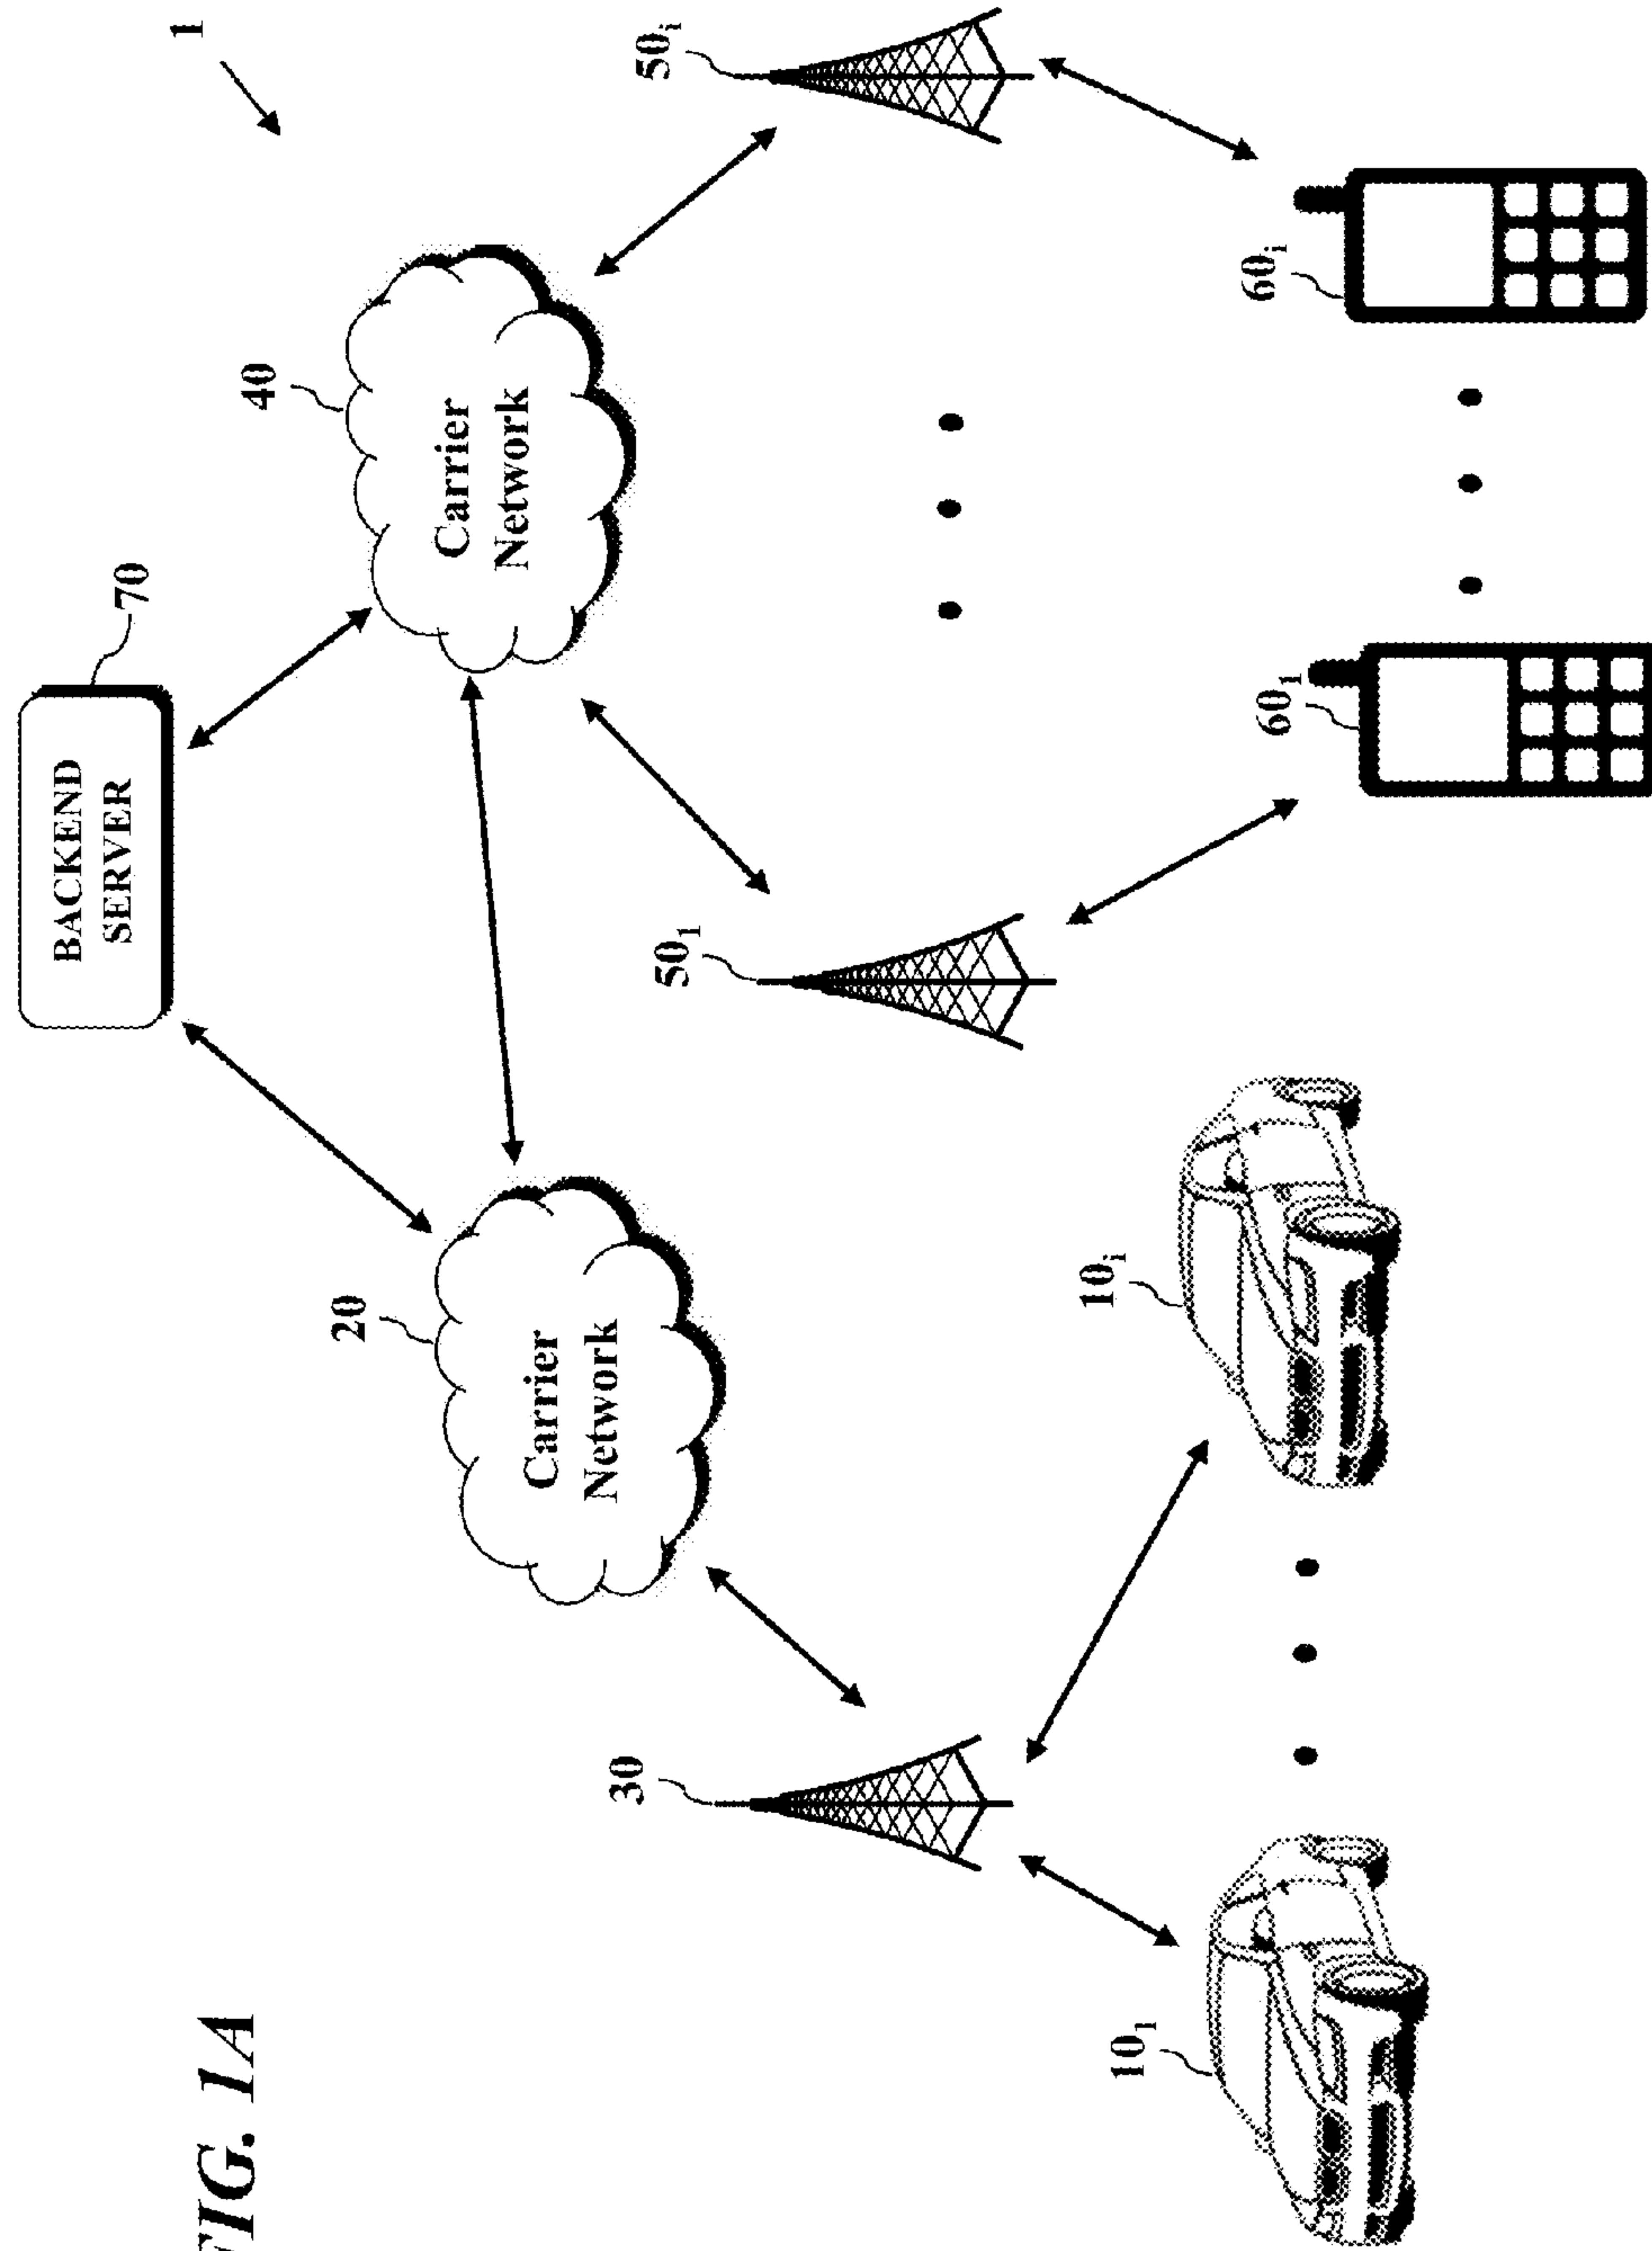 BACKEND
SERVER
70
1
FIG. 1A
40
20
Carrier
Network
Carrier
Network
30
50₁
50ᵢ
10₁
10ᵢ
60₁
60ᵢ